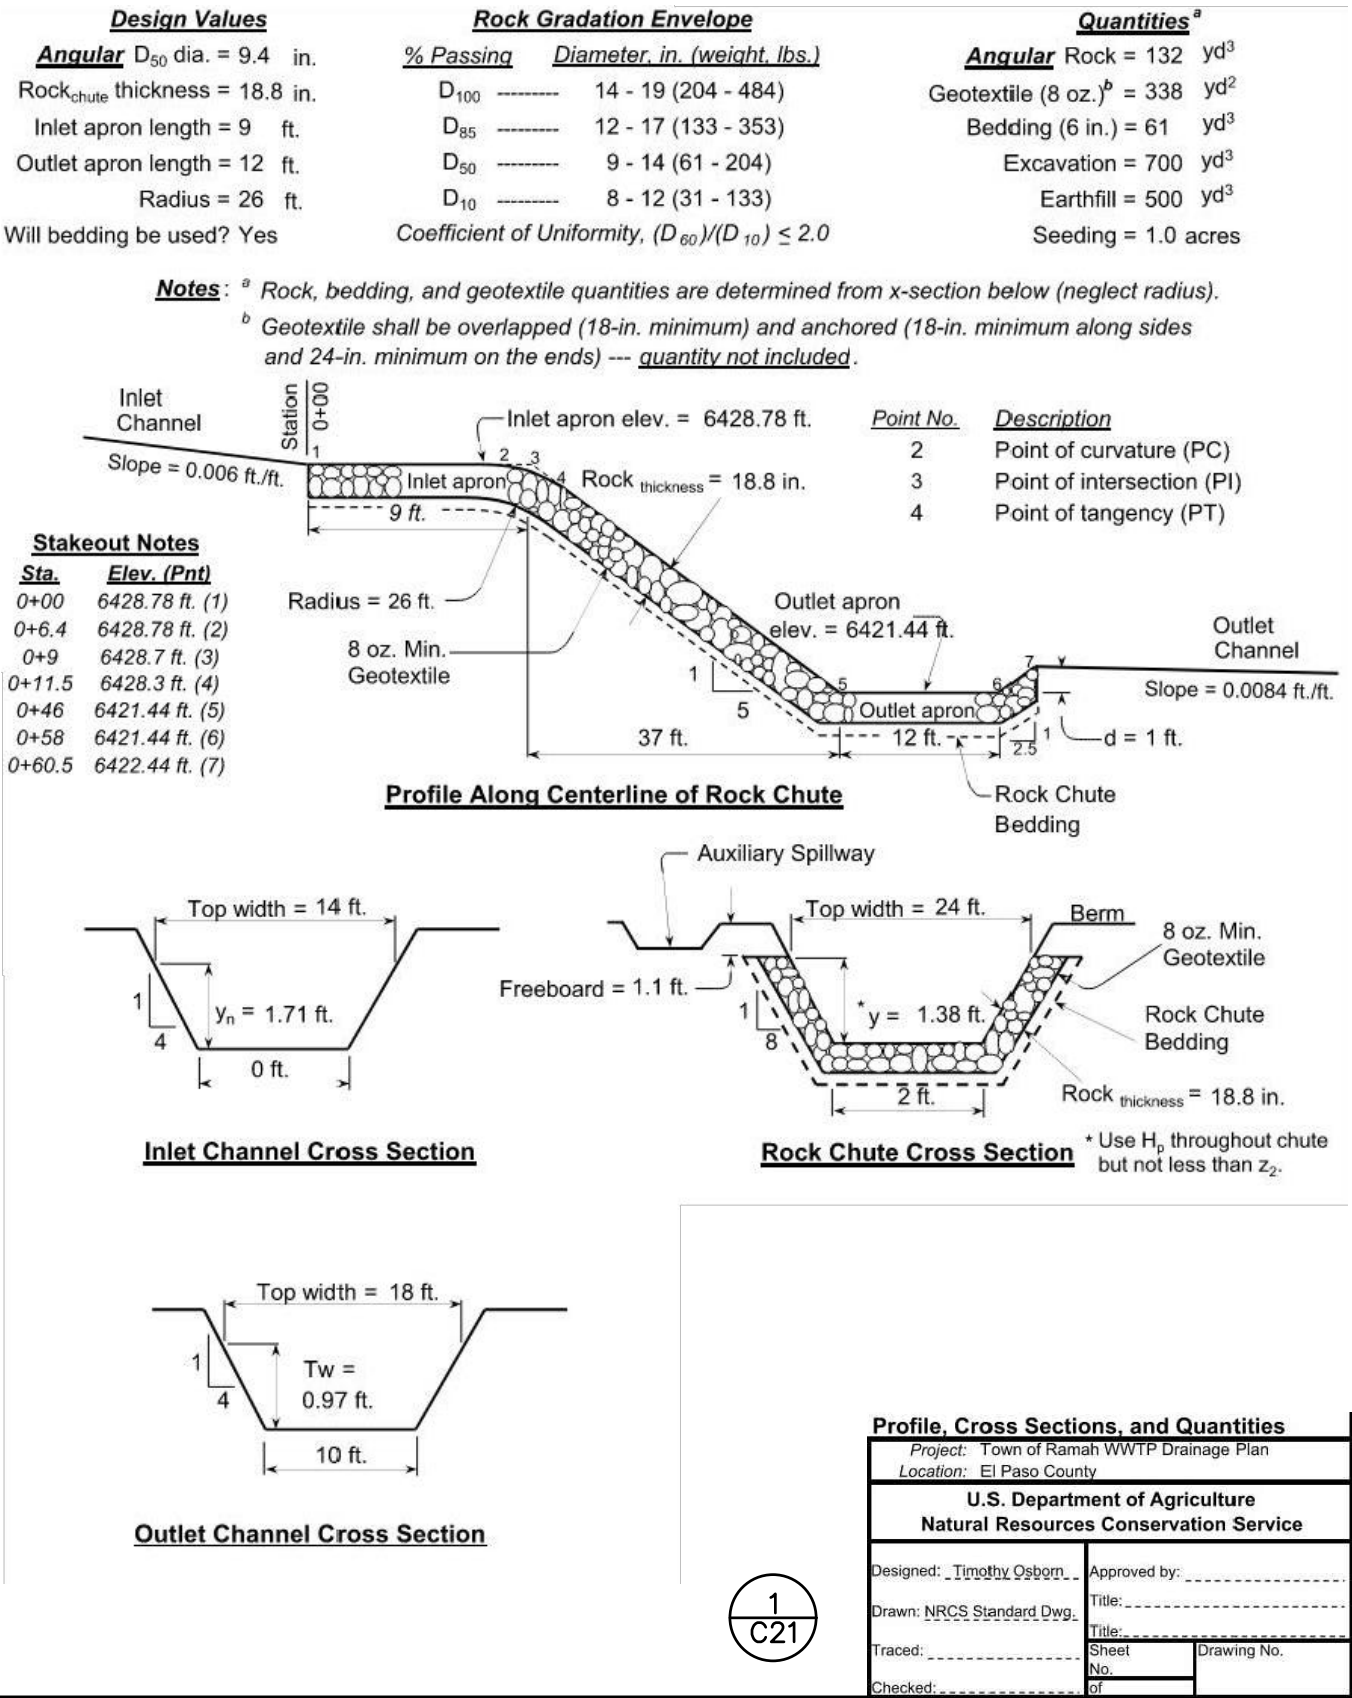 Design Values
Angular D50 dia. = 9.4 in.
Rockchute thickness = 18.8 in.
Inlet apron length = 9 ft.
Outlet apron length = 12 ft.
Radius = 26 ft.
Will bedding be used? Yes
Rock Gradation Envelope
% Passing Diameter, in. (weight, lbs.)
D100 --------- 14 - 19 (204 - 484)
D85 --------- 12 - 17 (133 - 353)
D50 --------- 9 - 14 (61 - 204)
D10 --------- 8 - 12 (31 - 133)
Coefficient of Uniformity, (D60)/(D10) ≤ 2.0
Quantities a
Angular Rock = 132 yd3
Geotextile (8 oz.)b = 338 yd2
Bedding (6 in.) = 61 yd3
Excavation = 700 yd3
Earthfill = 500 yd3
Seeding = 1.0 acres
Notes: a Rock, bedding, and geotextile quantities are determined from x-section below (neglect radius).
b Geotextile shall be overlapped (18-in. minimum) and anchored (18-in. minimum along sides
and 24-in. minimum on the ends) --- quantity not included.
Inlet
Channel
Slope = 0.006 ft./ft.
Station
0+00
1
2
3
4
Inlet apron elev. = 6428.78 ft.
Inlet apron
9 ft.
Rock thickness = 18.8 in.
Point No. Description
2 Point of curvature (PC)
3 Point of intersection (PI)
4 Point of tangency (PT)
Stakeout Notes
Sta. Elev. (Pnt)
0+00 6428.78 ft. (1)
0+6.4 6428.78 ft. (2)
0+9 6428.7 ft. (3)
0+11.5 6428.3 ft. (4)
0+46 6421.44 ft. (5)
0+58 6421.44 ft. (6)
0+60.5 6422.44 ft. (7)
Radius = 26 ft.
8 oz. Min.
Geotextile
Outlet apron
elev. = 6421.44 ft.
1
5
5
6
7
Outlet apron
Outlet
Channel
Slope = 0.0084 ft./ft.
37 ft.
12 ft.
1
2.5
d = 1 ft.
Rock Chute
Bedding
Profile Along Centerline of Rock Chute
Top width = 14 ft.
1
4
yn = 1.71 ft.
0 ft.
Inlet Channel Cross Section
Auxiliary Spillway
Top width = 24 ft.
Berm
8 oz. Min.
Geotextile
Freeboard = 1.1 ft.
1
8
* y = 1.38 ft.
Rock Chute
Bedding
2 ft.
Rock thickness = 18.8 in.
Rock Chute Cross Section
* Use Hp throughout chute
but not less than z2.
Top width = 18 ft.
1
4
Tw =
0.97 ft.
10 ft.
Outlet Channel Cross Section
1
C21
Profile, Cross Sections, and Quantities
Project: Town of Ramah WWTP Drainage Plan
Location: El Paso County
U.S. Department of Agriculture
Natural Resources Conservation Service
Designed: Timothy Osborn
Drawn: NRCS Standard Dwg.
Traced:
Checked:
Approved by:
Title:
Title:
Sheet
No.
of
Drawing No.